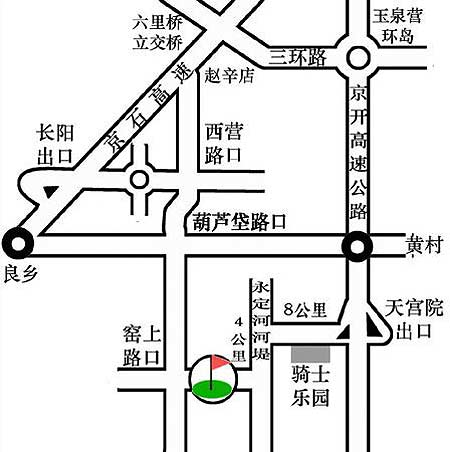 六里桥
立交桥
玉泉营
环岛
三环路
赵辛店
京石高速
京开高速公路
长阳
出口
西营
路口
葫芦垡路口
黄村
良乡
永定河河堤
8公里
天宫院
出口
4公里
窑上
路口
骑士
乐园